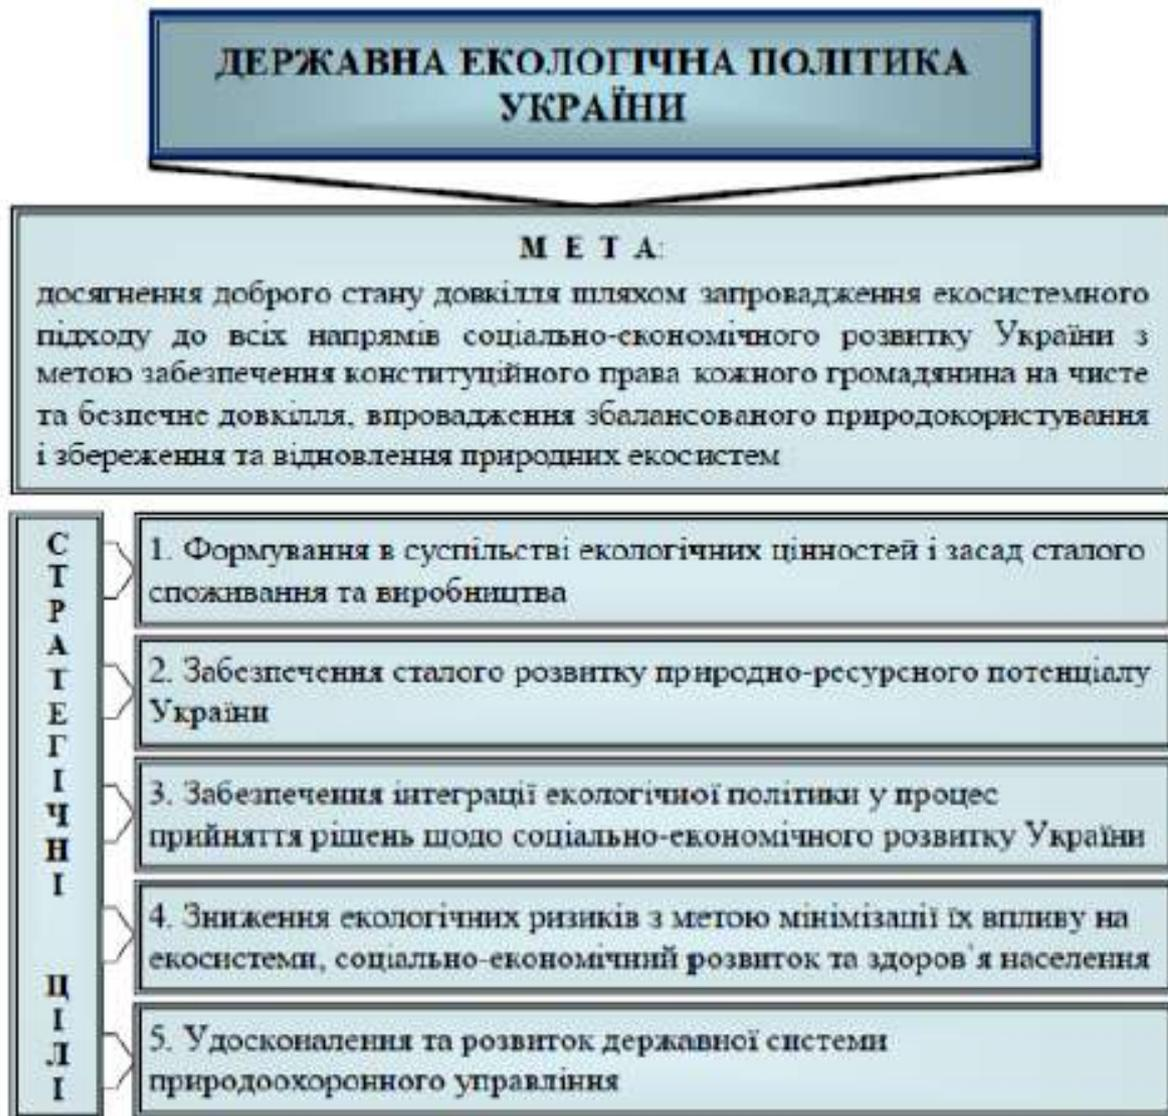 ДЕРЖАВНА ЕКОЛОГІЧНА ПОЛІТИКА
УКРАЇНИ
М Е Т А:
досягнення доброго стану довкілля шляхом запровадження екосистемного
підходу до всіх напрямів соціально-економічного розвитку України з
метою забезпечення конституційного права кожного громадянина на чисте
та безпечне довкілля, впровадження збалансованого природокористування
і збереження та відновлення природних екосистем
СТРАТЕГІЧНІ ЦІЛІ
1. Формування в суспільстві екологічних цінностей і засад сталого
споживання та виробництва
2. Забезпечення сталого розвитку природно-ресурсного потенціалу
України
3. Забезпечення інтеграції екологічної політики у процес
прийняття рішень щодо соціально-економічного розвитку України
4. Зниження екологічних ризиків з метою мінімізації їх впливу на
екосистеми, соціально-економічний розвиток та здоров`я населення
5. Удосконалення та розвиток державної системи
природоохоронного управління